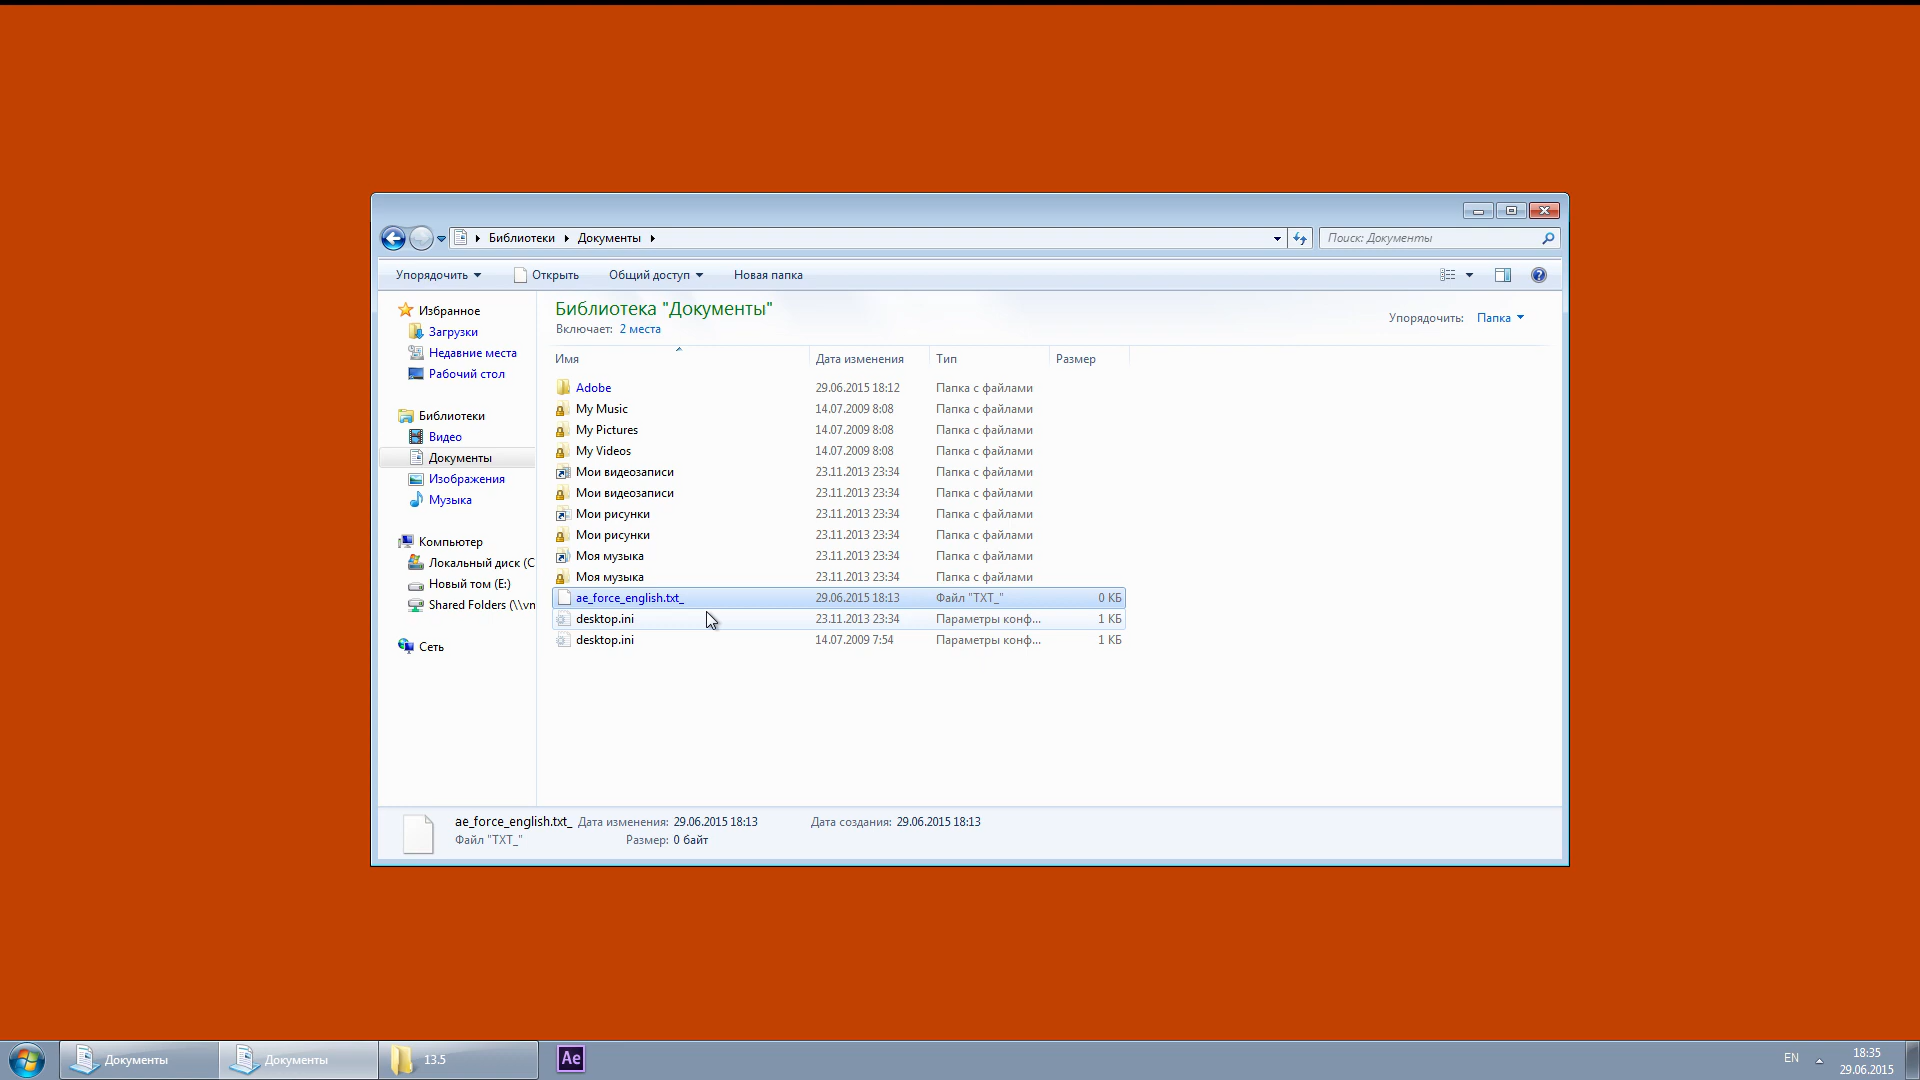 Библиотеки Документы
Поиск: Документы
Упорядочить Открыть Общий доступ Новая папка
Избранное
Загрузки
Недавние места
Рабочий стол
Библиотеки
Видео
Документы
Изображения
Музыка
Компьютер
Локальный диск (C
Новый том (E:)
Shared Folders (\\vn
Сеть
Библиотека "Документы"
Включает: 2 места
Упорядочить: Папка
Имя Дата изменения Тип Размер
Adobe 29.06.2015 18:12 Папка с файлами
My Music 14.07.2009 8:08 Папка с файлами
My Pictures 14.07.2009 8:08 Папка с файлами
My Videos 14.07.2009 8:08 Папка с файлами
Мои видеозаписи 23.11.2013 23:34 Папка с файлами
Мои видеозаписи 23.11.2013 23:34 Папка с файлами
Мои рисунки 23.11.2013 23:34 Папка с файлами
Мои рисунки 23.11.2013 23:34 Папка с файлами
Моя музыка 23.11.2013 23:34 Папка с файлами
Моя музыка 23.11.2013 23:34 Папка с файлами
ae_force_english.txt_ 29.06.2015 18:13 Файл "TXT_" 0 КБ
desktop.ini 23.11.2013 23:34 Параметры конф... 1 КБ
desktop.ini 14.07.2009 7:54 Параметры конф... 1 КБ
ae_force_english.txt_ Дата изменения: 29.06.2015 18:13 Дата создания: 29.06.2015 18:13
Файл "TXT_" Размер: 0 байт
Документы Документы 13.5 Ae EN 18:35
29.06.2015